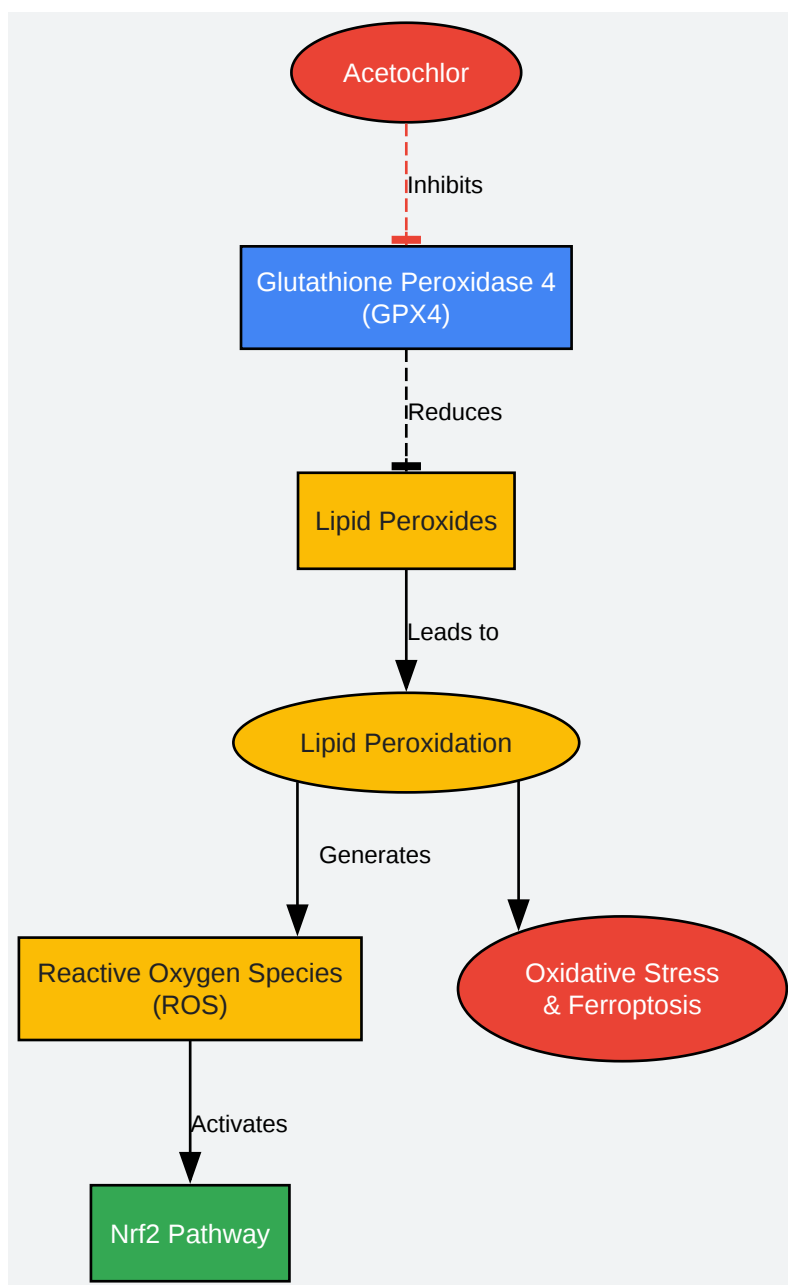 Acetochlor
Inhibits
Glutathione Peroxidase 4
(GPX4)
Reduces
Lipid Peroxides
Leads to
Lipid Peroxidation
Generates
Reactive Oxygen Species
(ROS)
Oxidative Stress
& Ferroptosis
Activates
Nrf2 Pathway